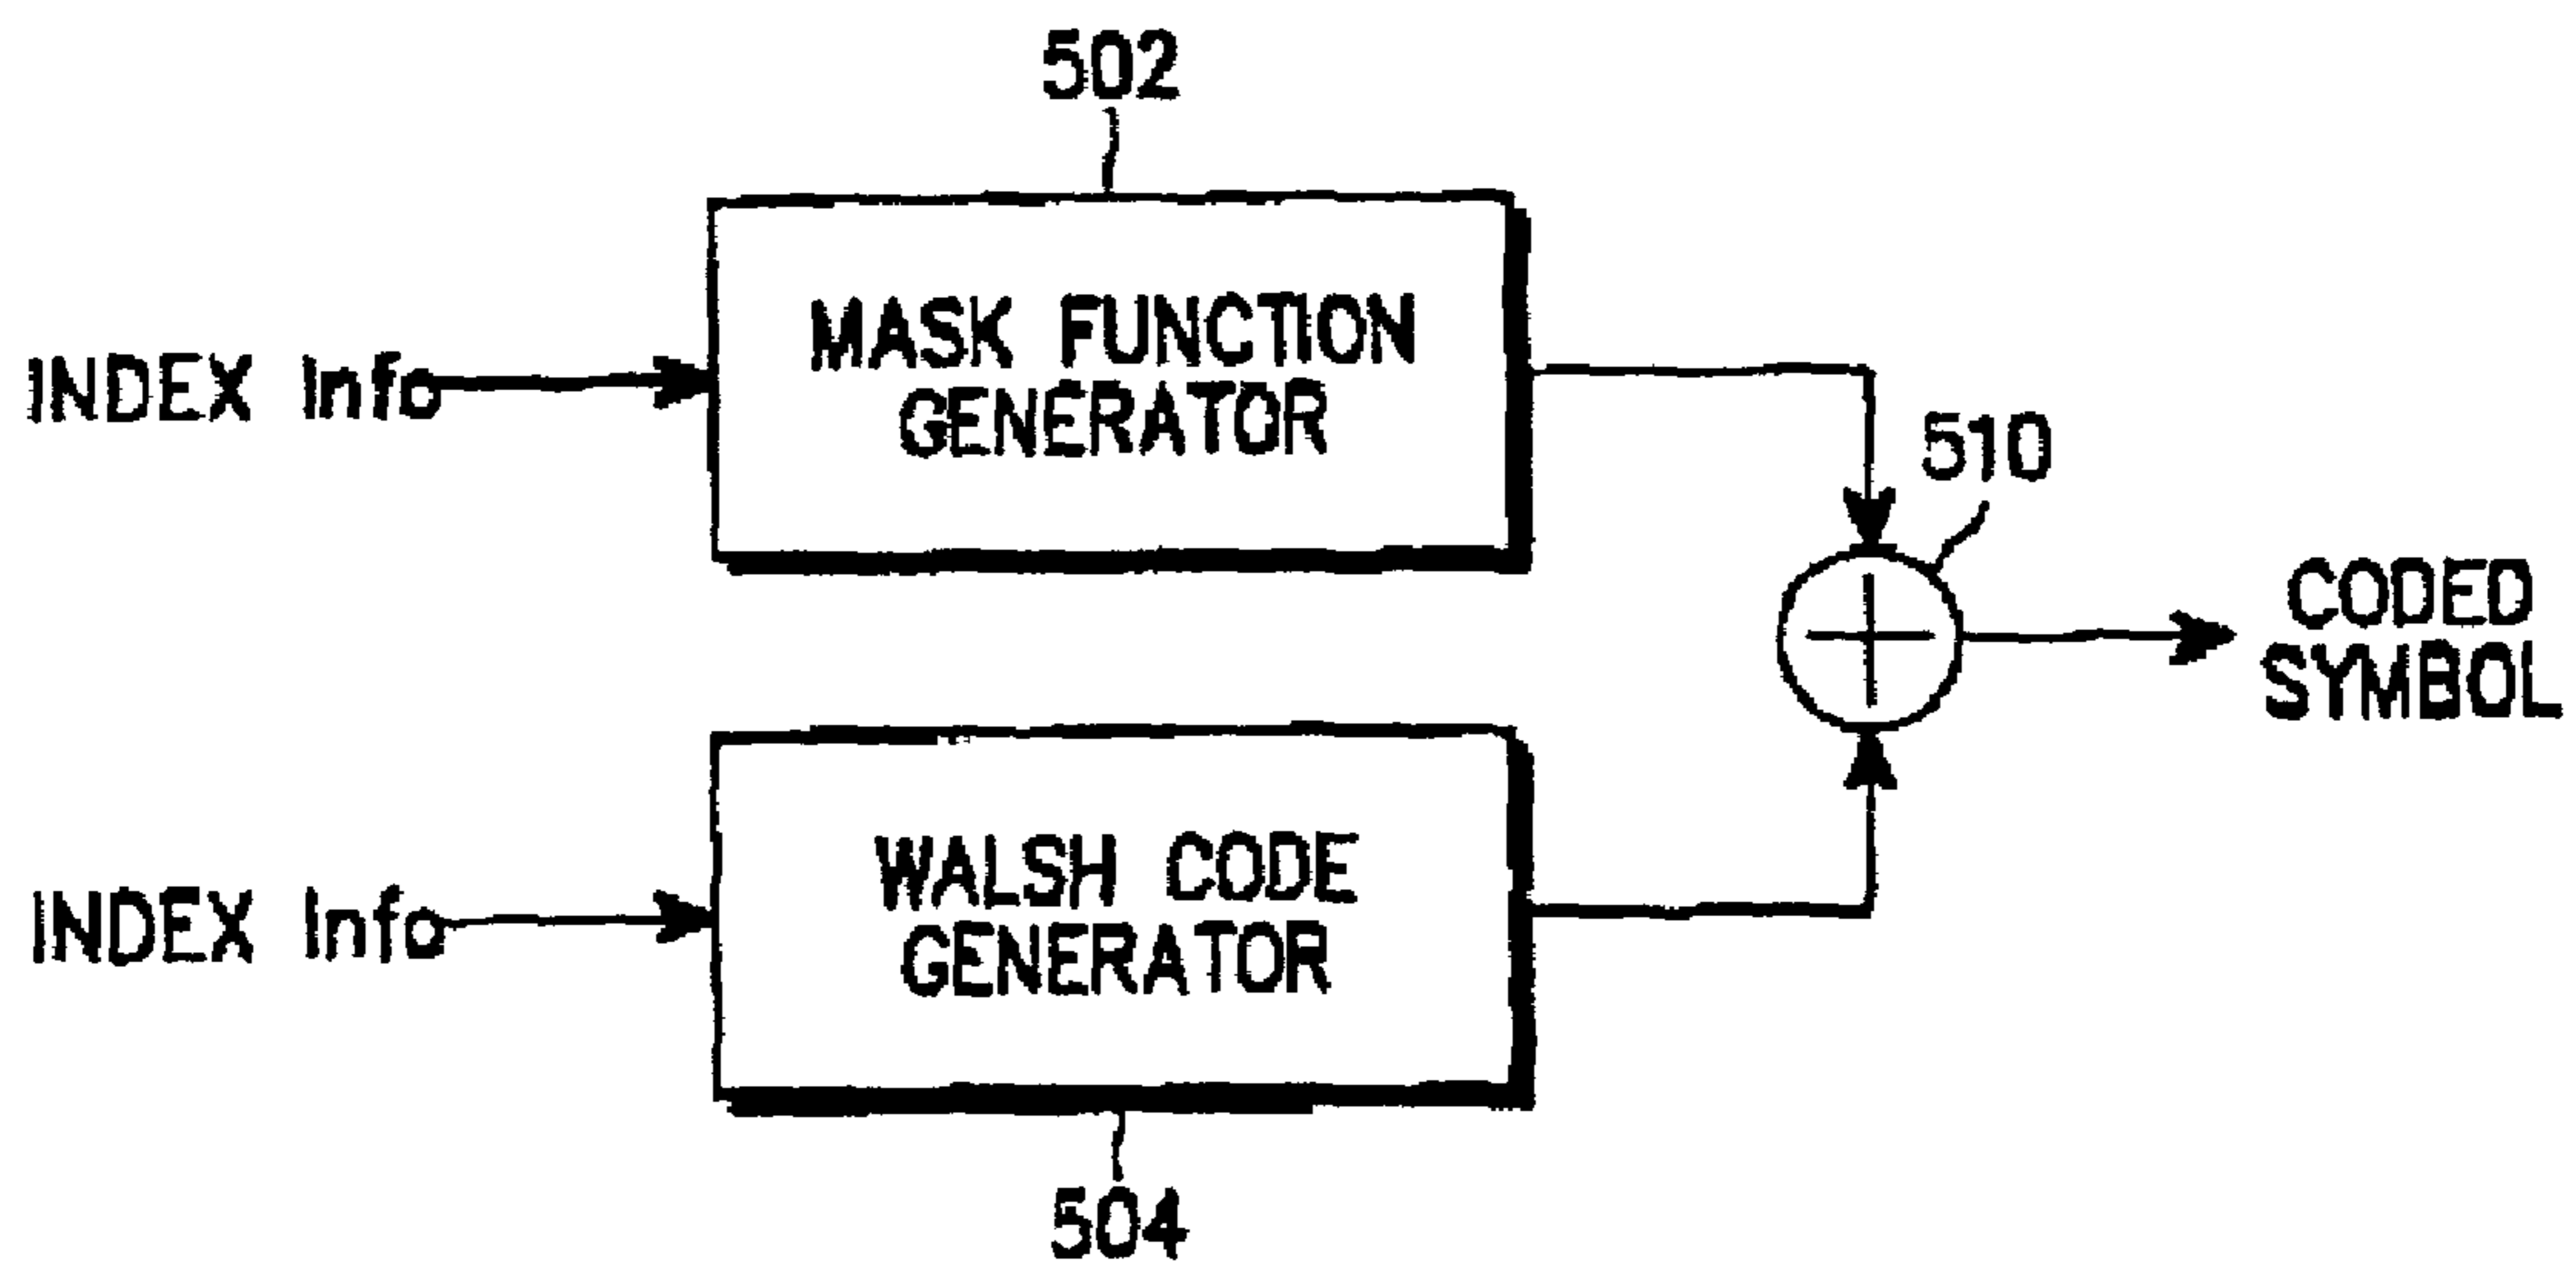 502
INDEX Info
MASK FUNCTION
GENERATOR
510
CODED
SYMBOL
INDEX Info
WALSH CODE
GENERATOR
504